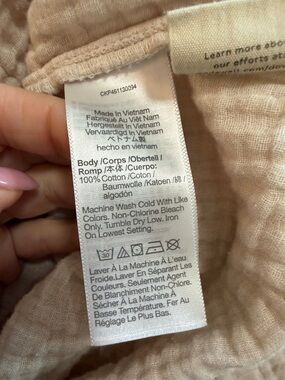 CKF461130094
Made In Vietnam
Fabriqué Au Viêt Nam
Hergestellt In Vietnam
Vervaardigd In Vietnam
ベトナム製
hecho en vietnam
Body /Corps /Oberteil /
Romp /本体/ Cuerpo:
100% Cotton /Coton /
Baumwolle /Katoen /綿 /
algodón
Machine Wash Cold With Like
Colors. Non-Chlorine Bleach
Only. Tumble Dry Low. Iron
On Lowest Setting.
30
Laver À La Machine À L'eau
Froide.Laver En Séparant Les
Couleurs. Seulement Agent
De Blanchiment Non-Chloré.
Sécher À La Machine À
Basse Température. Fer Au
Réglage Le Plus Bas.
Learn more abou
our efforts at